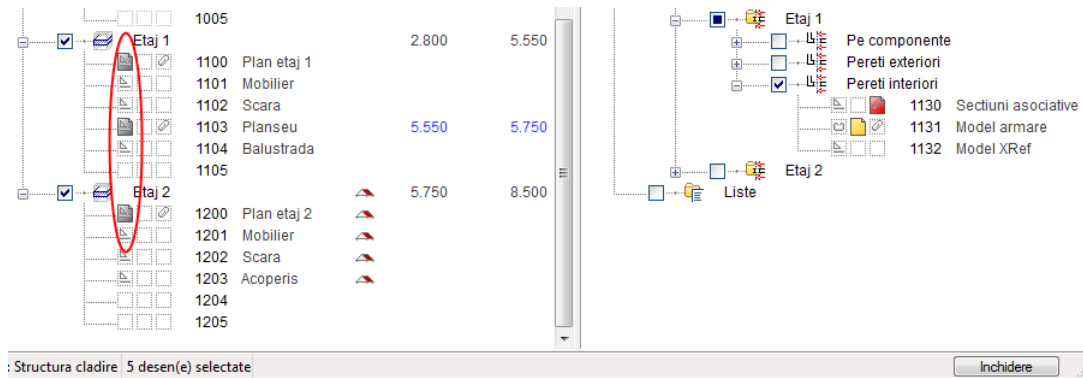 1005
Etaj 1 2.800 5.550
1100 Plan etaj 1
1101 Mobilier
1102 Scara
1103 Planseu 5.550 5.750
1104 Balustrada
1105
Etaj 2 5.750 8.500
1200 Plan etaj 2
1201 Mobilier
1202 Scara
1203 Acoperis
1204
1205
Etaj 1
Pe componente
Pereti exteriori
Pereti interiori
1130 Sectiuni asociative
1131 Model armare
1132 Model XRef
Etaj 2
Liste
: Structura cladire 5 desen(e) selectate
Inchidere